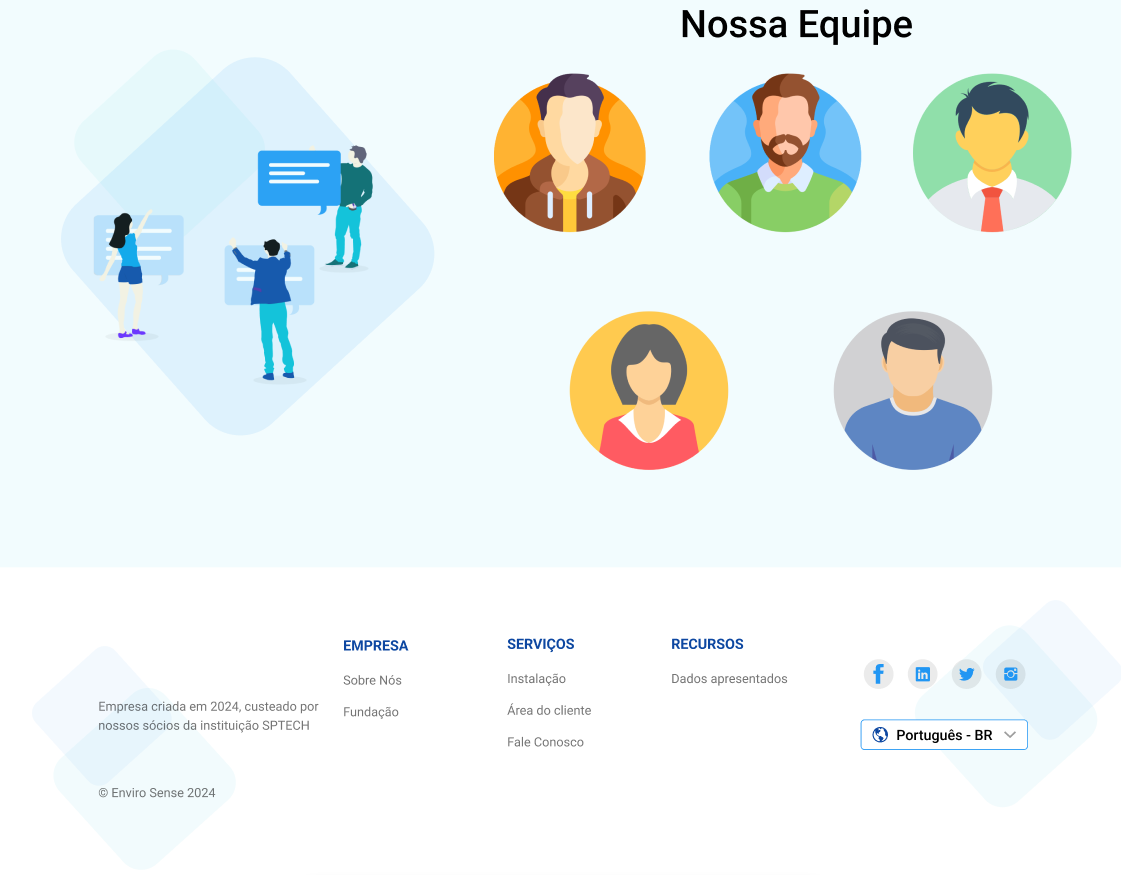 Nossa Equipe
Empresa criada em 2024, custeado por
nossos sócios da instituição SPTECH
© Enviro Sense 2024
EMPRESA
Sobre Nós
Fundação
SERVIÇOS
Instalação
Área do cliente
Fale Conosco
RECURSOS
Dados apresentados
Português - BR